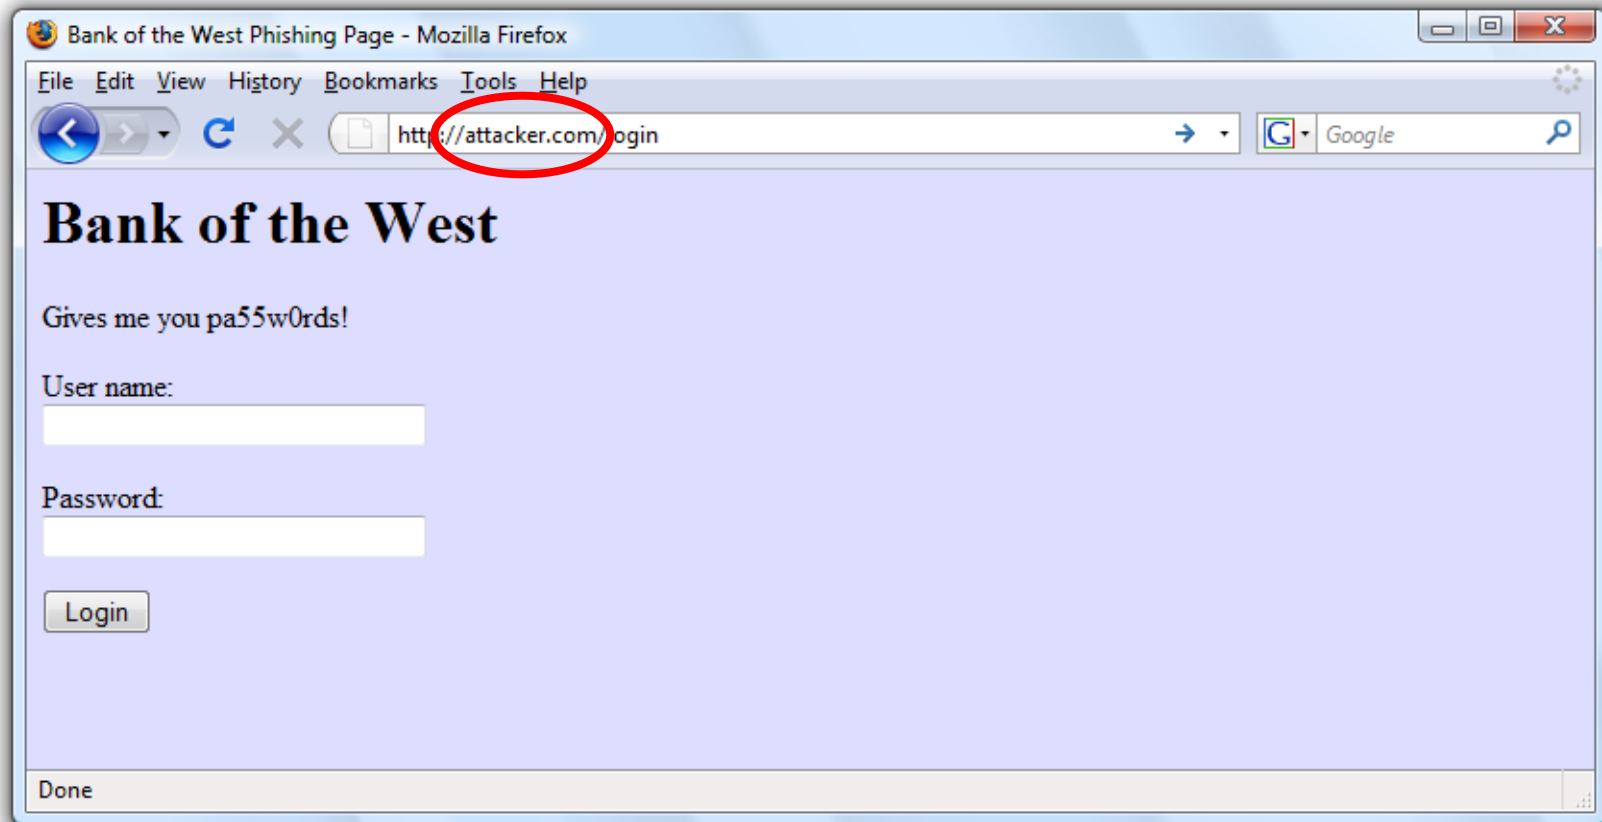 Bank of the West Phishing Page - Mozilla Firefox
File Edit View History Bookmarks Tools Help
http://attacker.com/login
G Google
Bank of the West
Gives me you pa55w0rds!
User name:
Password:
Login
Done